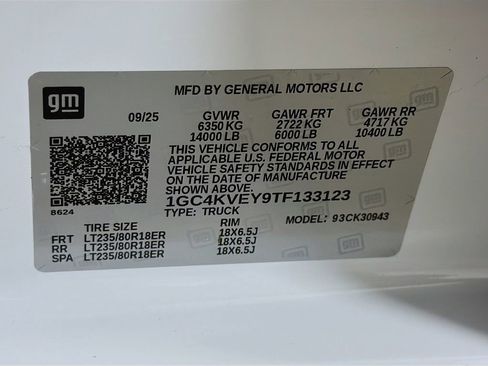 gm
MFD BY GENERAL MOTORS LLC
09/25 GVWR GAWR FRT GAWR RR
6350 KG 2722 KG 4717 KG
14000 LB 6000 LB 10400 LB
THIS VEHICLE CONFORMS TO ALL
APPLICABLE U.S. FEDERAL MOTOR
VEHICLE SAFETY STANDARDS IN EFFECT
ON THE DATE OF MANUFACTURE
SHOWN ABOVE.
8624
1GC4KVEY9TF133123
TYPE: TRUCK MODEL: 93CK30943
TIRE SIZE RIM
FRT LT235/80R18ER 18X6.5J
RR LT235/80R18ER 18X6.5J
SPA LT235/80R18ER 18X6.5J